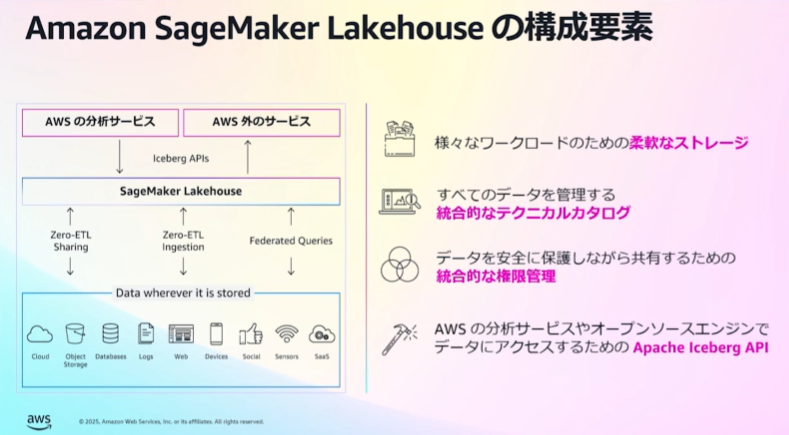 Amazon SageMaker Lakehouse の構成要素
AWS の分析サービス
AWS 外のサービス
Iceberg APIs
SageMaker Lakehouse
Zero-ETL
Sharing
Zero-ETL
Ingestion
Federated Queries
Data wherever it is stored
Cloud
Object
Storage
Databases
Logs
Web
Devices
Social
Sensors
SaaS
様々なワークロードのための柔軟なストレージ
すべてのデータを管理する
統合的なテクニカルカタログ
データを安全に保護しながら共有するための
統合的な権限管理
AWS の分析サービスやオープンソースエンジンで
データにアクセスするための Apache Iceberg API
aws
© 2025, Amazon Web Services, Inc. or its affiliates. All rights reserved.